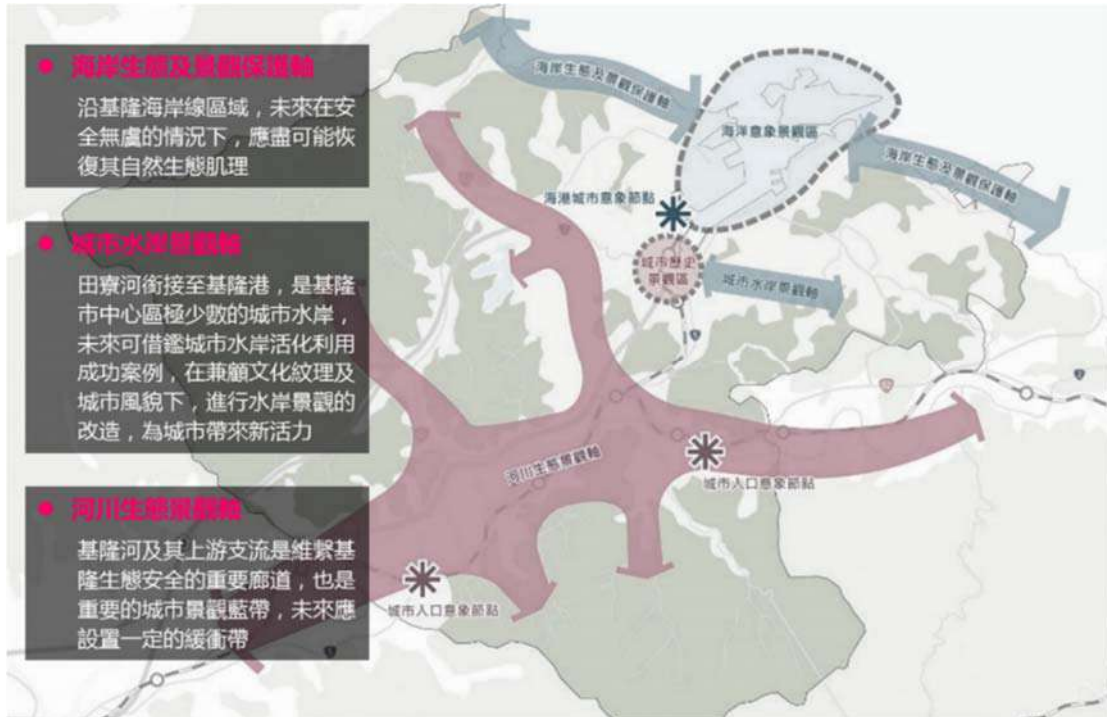 海岸生態及景觀保護軸
沿基隆海岸線區域，未來在安
全無虞的情況下，應盡可能恢
復其自然生態肌理
城市水岸景觀軸
田寮河銜接至基隆港，是基隆
市中心區極少數的城市水岸，
未來可借鑑城市水岸活化利用
成功案例，在兼顧文化紋理及
城市風貌下，進行水岸景觀的
改造，為城市帶來新活力
河川生態景觀軸
基隆河及其上游支流是維繫基
隆生態安全的重要廊道，也是
重要的城市景觀藍帶，未來應
設置一定的緩衝帶
海岸生態及景觀保護軸
海洋意象景觀區
海岸生態及景觀保護軸
海港城市意象節點
城市歷史
景觀區
城市水岸景觀軸
河川生態景觀軸
城市入口意象節點
城市入口意象節點